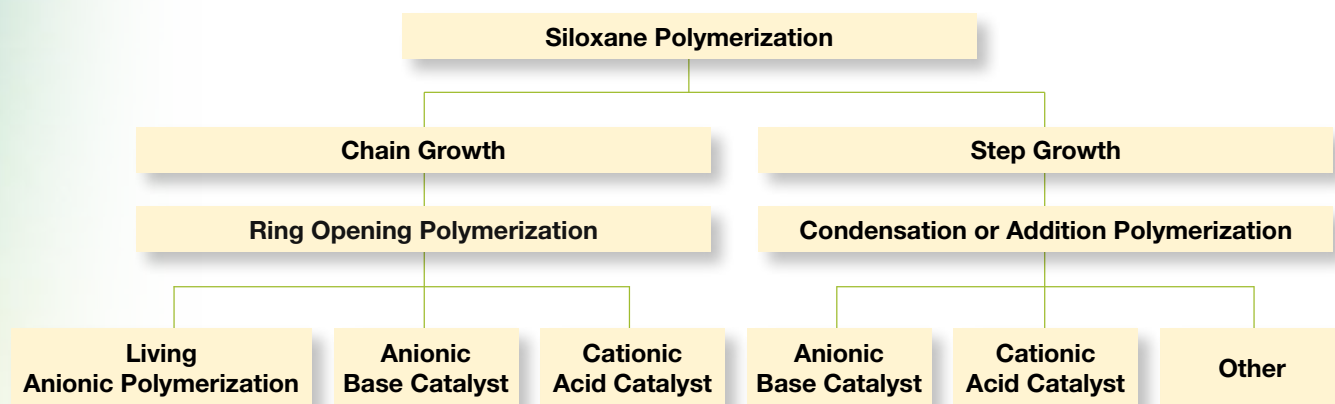 Siloxane Polymerization
Chain Growth
Step Growth
Ring Opening Polymerization
Condensation or Addition Polymerization
Living
Anionic Polymerization
Anionic
Base Catalyst
Cationic
Acid Catalyst
Anionic
Base Catalyst
Cationic
Acid Catalyst
Other